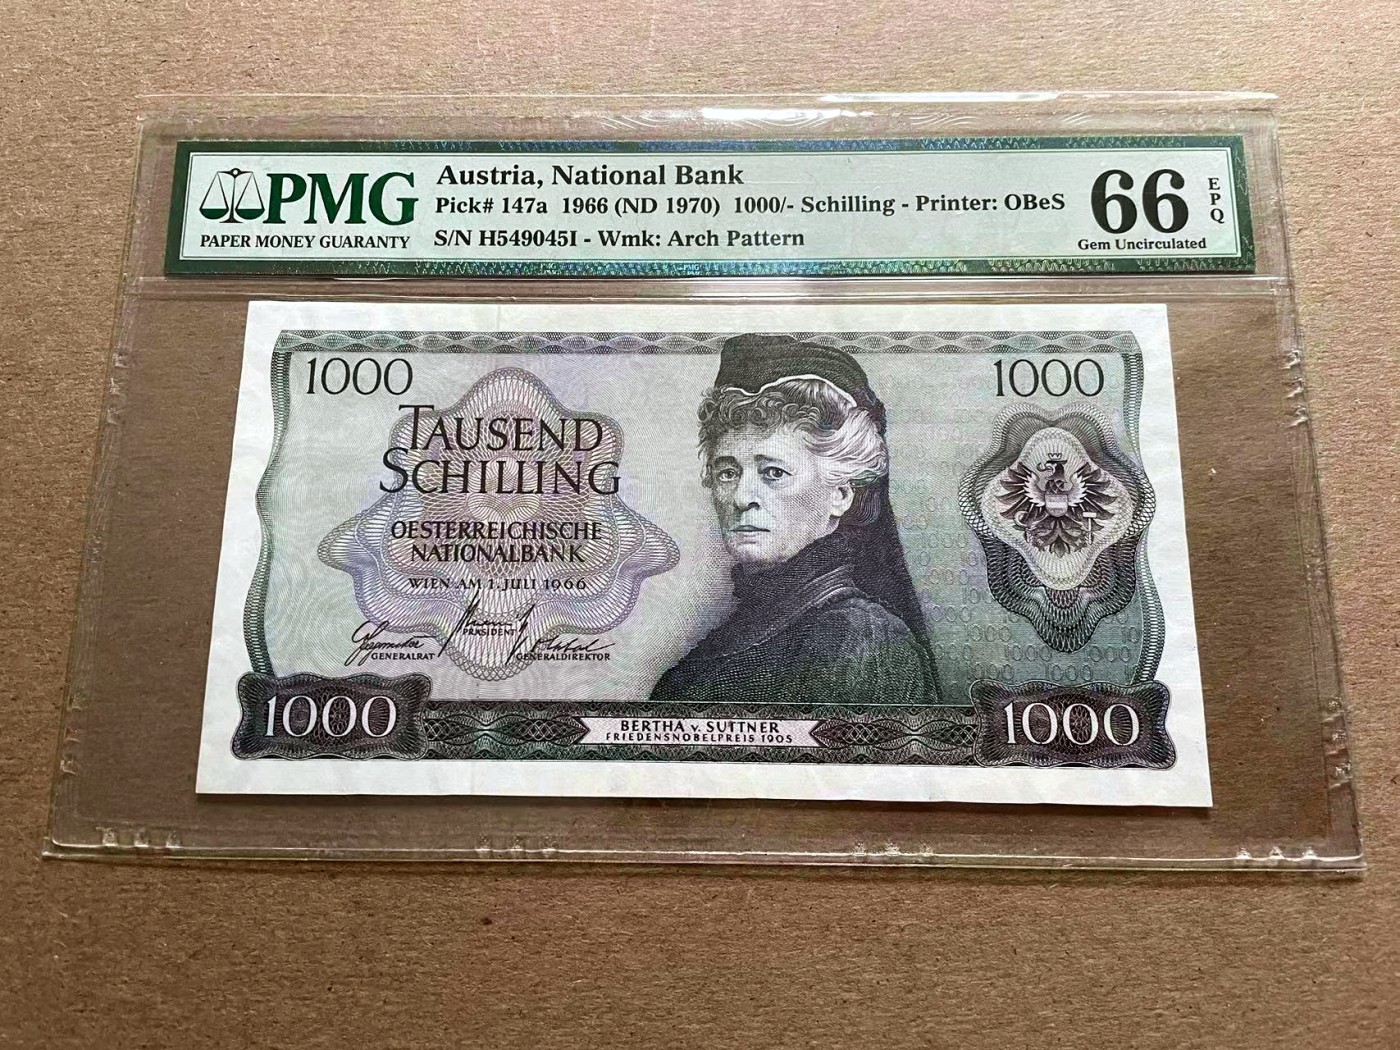 PMG
PAPER MONEY GUARANTY
Austria, National Bank
Pick# 147a 1966 (ND 1970) 1000/- Schilling - Printer: OBeS
S/N H549045I - Wmk: Arch Pattern
66
EPQ
Gem Uncirculated
1000
1000
TAUSEND
SCHILLING
OESTERREICHISCHE
NATIONALBANK
WIEN AM 1. JULI 1966
PRÄSIDENT
GENERALRAT
GENERALDIREKTOR
1000
BERTHA v. SUTTNER
FRIEDENSNOBELPREIS 1905
1000